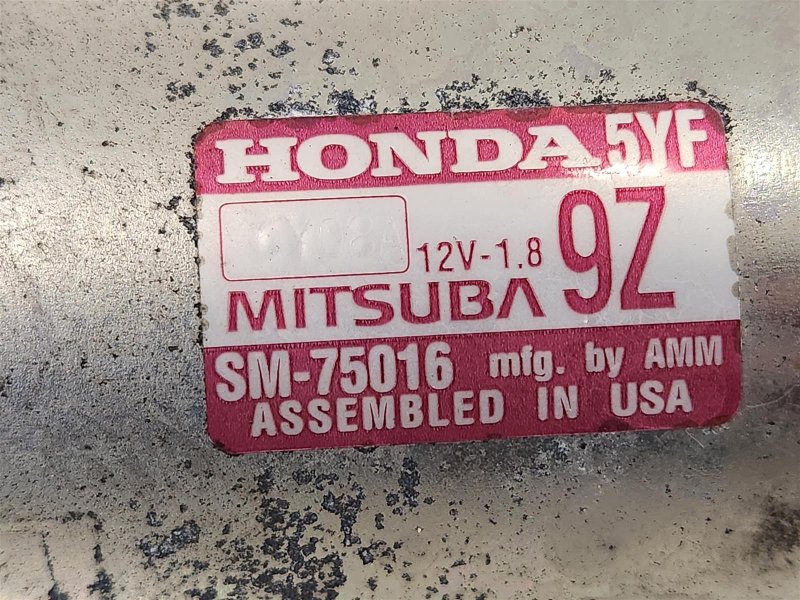 HONDA 5YF
12V-1.8 9Z
MITSUBA
SM-75016 mfg. by AMM
ASSEMBLED IN USA